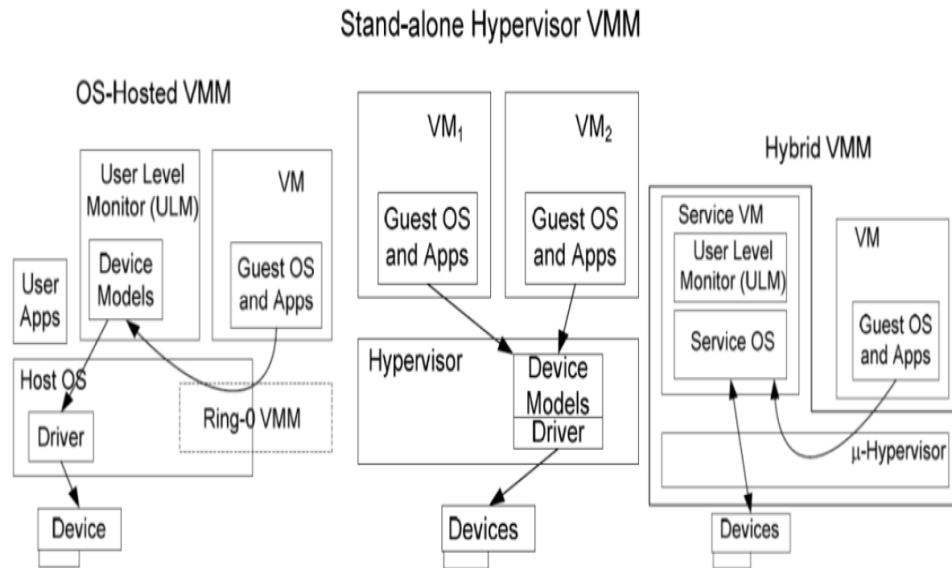 Stand-alone Hypervisor VMM
OS-Hosted VMM
User Level
Monitor (ULM)
Device
Models
VM
Guest OS
and Apps
User
Apps
Host OS
Driver
Ring-0 VMM
Device
VM₁
Guest OS
and Apps
VM₂
Guest OS
and Apps
Hypervisor
Device
Models
Driver
Devices
Hybrid VMM
Service VM
User Level
Monitor (ULM)
Service OS
VM
Guest OS
and Apps
μ-Hypervisor
Devices